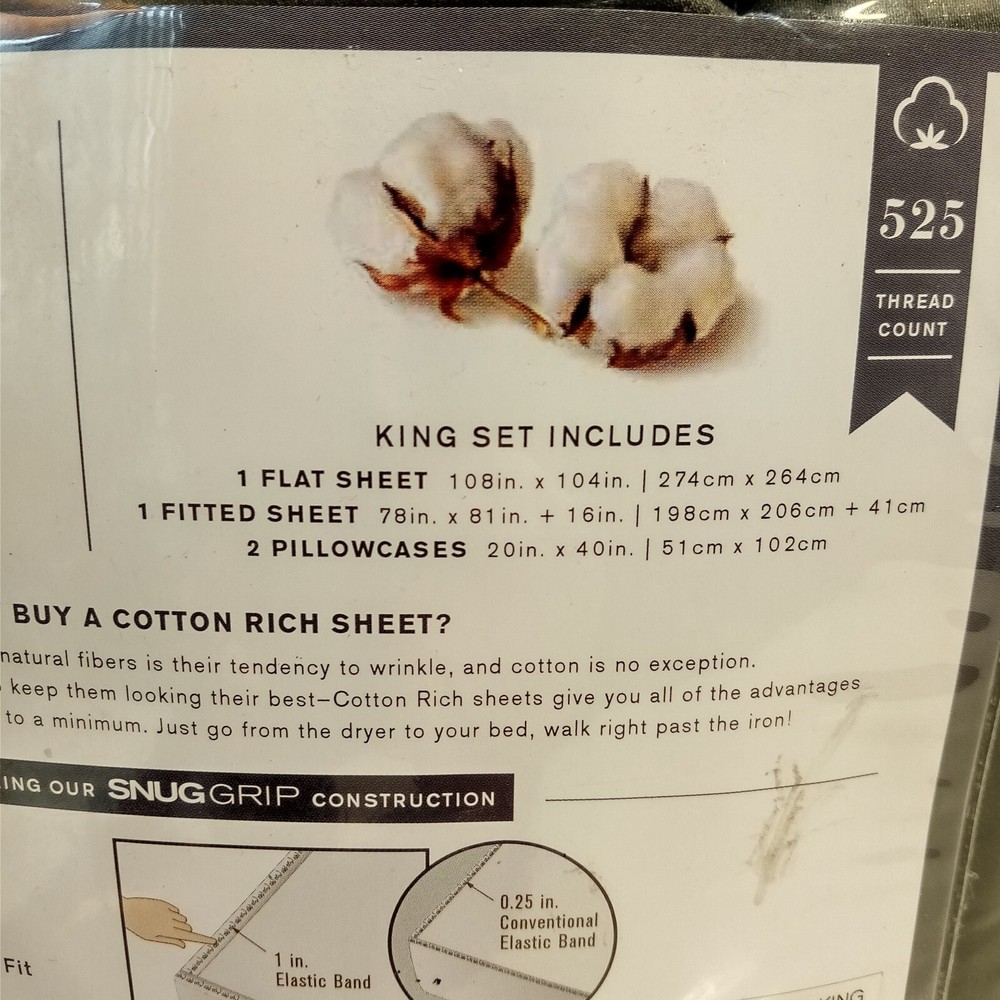 525
THREAD
COUNT
KING SET INCLUDES
1 FLAT SHEET 108in. x 104in. | 274cm x 264cm
1 FITTED SHEET 78in. x 81in. + 16in. | 198cm x 206cm + 41cm
2 PILLOWCASES 20in. x 40in. | 51cm x 102cm
BUY A COTTON RICH SHEET?
natural fibers is their tendency to wrinkle, and cotton is no exception.
keep them looking their best—Cotton Rich sheets give you all of the advantages
to a minimum. Just go from the dryer to your bed, walk right past the iron!
OUR SNUGGRIP CONSTRUCTION
0.25 in.
Conventional
Elastic Band
1 in.
Elastic Band
Fit